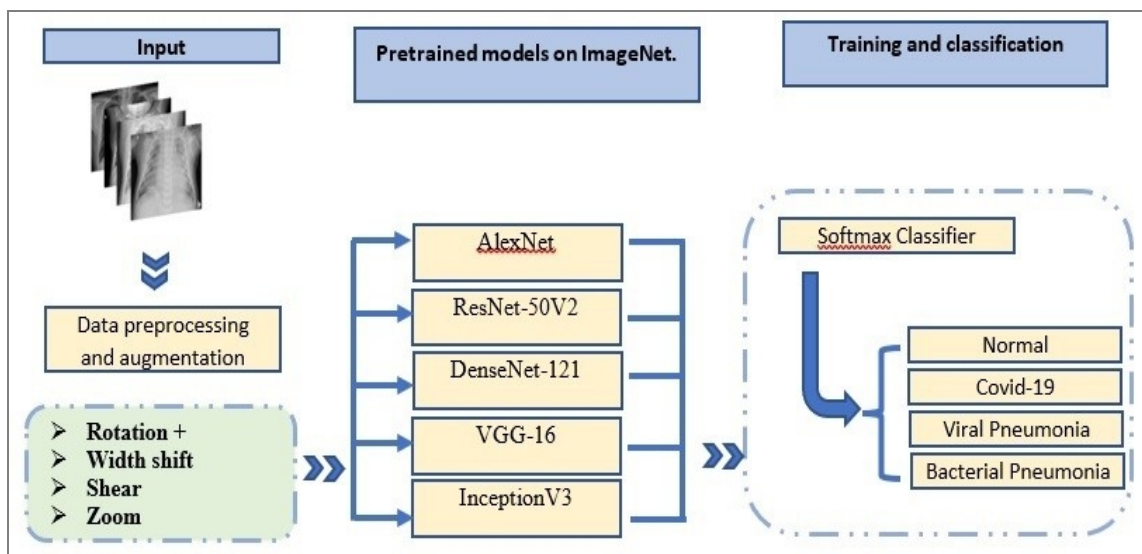 Input
Pretrained models on ImageNet.
Training and classification
Data preprocessing
and augmentation
Rotation +
Width shift
Shear
Zoom
AlexNet
ResNet-50V2
DenseNet-121
VGG-16
InceptionV3
Softmax Classifier
Normal
Covid-19
Viral Pneumonia
Bacterial Pneumonia